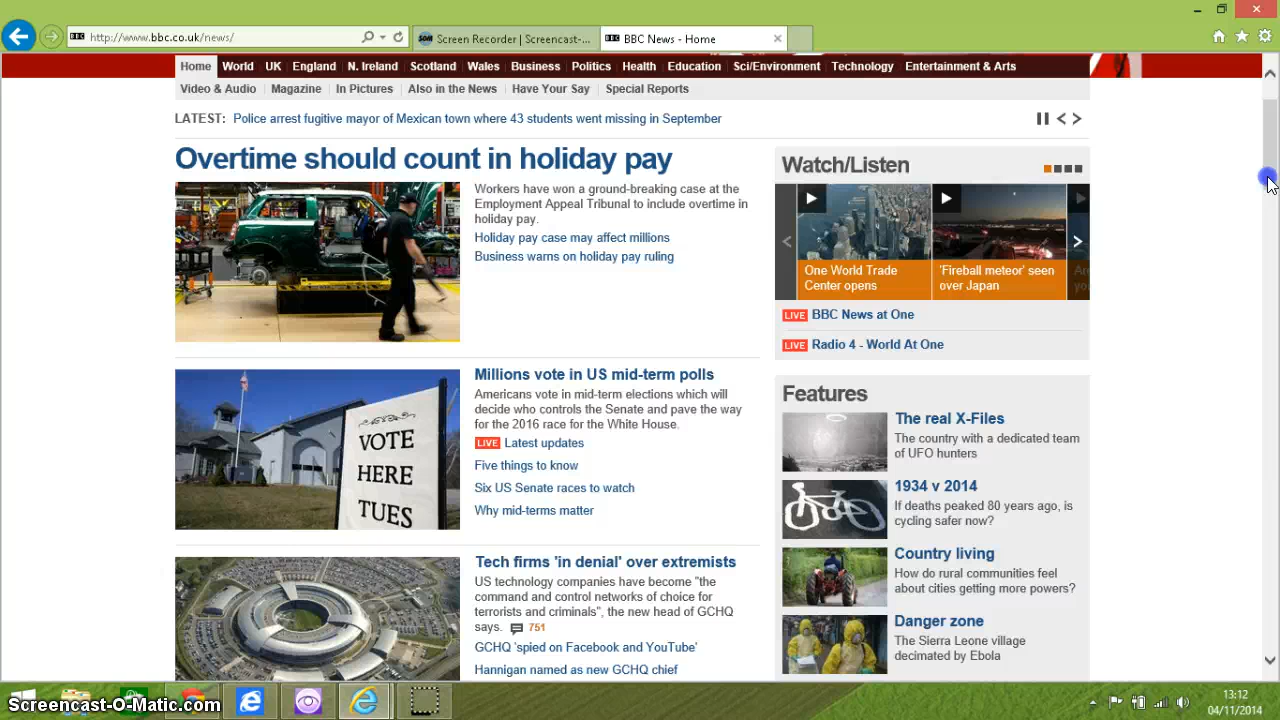 http://www.bbc.co.uk/news/
Screen Recorder | Screencast-...
BBC News - Home
Home World UK England N. Ireland Scotland Wales Business Politics Health Education Sci/Environment Technology Entertainment & Arts
Video & Audio Magazine In Pictures Also in the News Have Your Say Special Reports
LATEST: Police arrest fugitive mayor of Mexican town where 43 students went missing in September
Overtime should count in holiday pay
Workers have won a ground-breaking case at the
Employment Appeal Tribunal to include overtime in
holiday pay.
Holiday pay case may affect millions
Business warns on holiday pay ruling
Millions vote in US mid-term polls
Americans vote in mid-term elections which will
decide who controls the Senate and pave the way
for the 2016 race for the White House.
LIVE Latest updates
Five things to know
Six US Senate races to watch
Why mid-terms matter
VOTE
HERE
TUES
Tech firms 'in denial' over extremists
US technology companies have become "the
command and control networks of choice for
terrorists and criminals", the new head of GCHQ
says. 751
GCHQ 'spied on Facebook and YouTube'
Hannigan named as new GCHQ chief
Watch/Listen
One World Trade
Center opens
'Fireball meteor' seen
over Japan
LIVE BBC News at One
LIVE Radio 4 - World At One
Features
The real X-Files
The country with a dedicated team
of UFO hunters
1934 v 2014
If deaths peaked 80 years ago, is
cycling safer now?
Country living
How do rural communities feel
about cities getting more powers?
Danger zone
The Sierra Leone village
decimated by Ebola
Screencast-O-Matic.com
13:12
04/11/2014